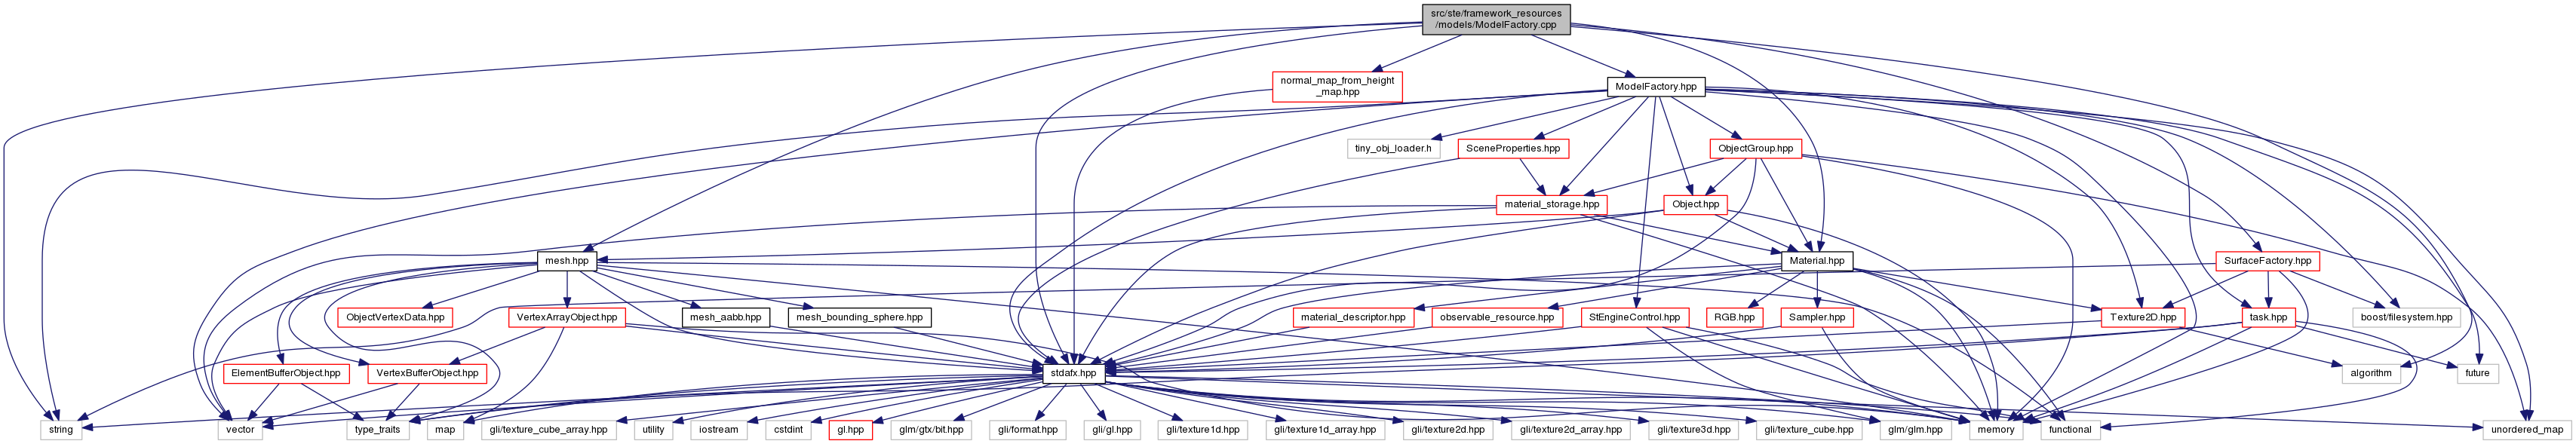 src/ste/framework_resources
/models/ModelFactory.cpp
normal_map_from_height
_map.hpp
ModelFactory.hpp
tiny_obj_loader.h
SceneProperties.hpp
ObjectGroup.hpp
material_storage.hpp
Object.hpp
mesh.hpp
Material.hpp
SurfaceFactory.hpp
ObjectVertexData.hpp
VertexArrayObject.hpp
mesh_aabb.hpp
mesh_bounding_sphere.hpp
material_descriptor.hpp
observable_resource.hpp
StEngineControl.hpp
RGB.hpp
Sampler.hpp
Texture2D.hpp
task.hpp
boost/filesystem.hpp
ElementBufferObject.hpp
VertexBufferObject.hpp
stdafx.hpp
algorithm
future
string
vector
type_traits
map
gli/texture_cube_array.hpp
utility
iostream
cstdint
gl.hpp
glm/gtx/bit.hpp
gli/format.hpp
gli/gl.hpp
gli/texture1d.hpp
gli/texture1d_array.hpp
gli/texture2d.hpp
gli/texture2d_array.hpp
gli/texture3d.hpp
gli/texture_cube.hpp
glm/glm.hpp
memory
functional
unordered_map